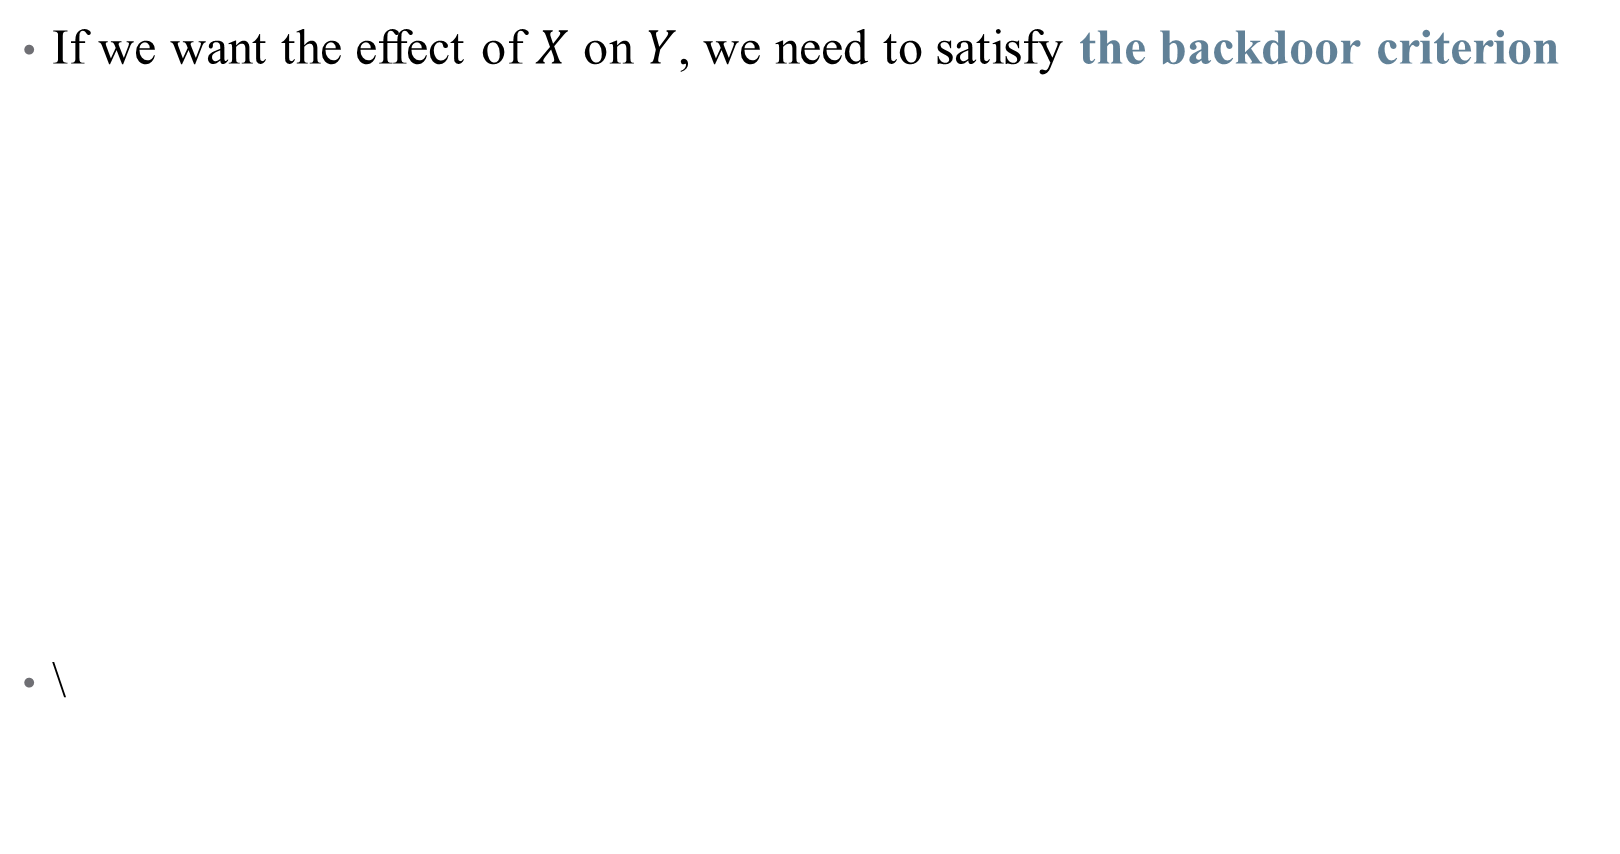 • If we want the effect of X on Y, we need to satisfy the backdoor criterion
• \